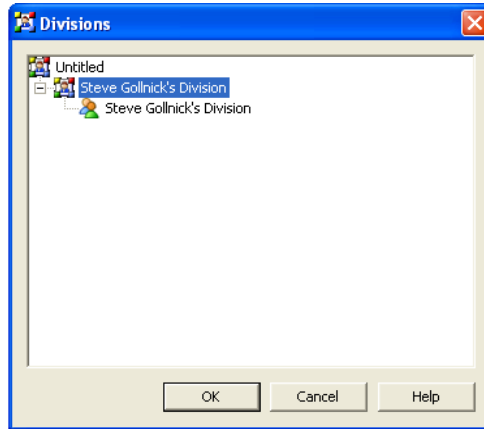 Divisions
Untitled
Steve Gollnick's Division
Steve Gollnick's Division
OK Cancel Help